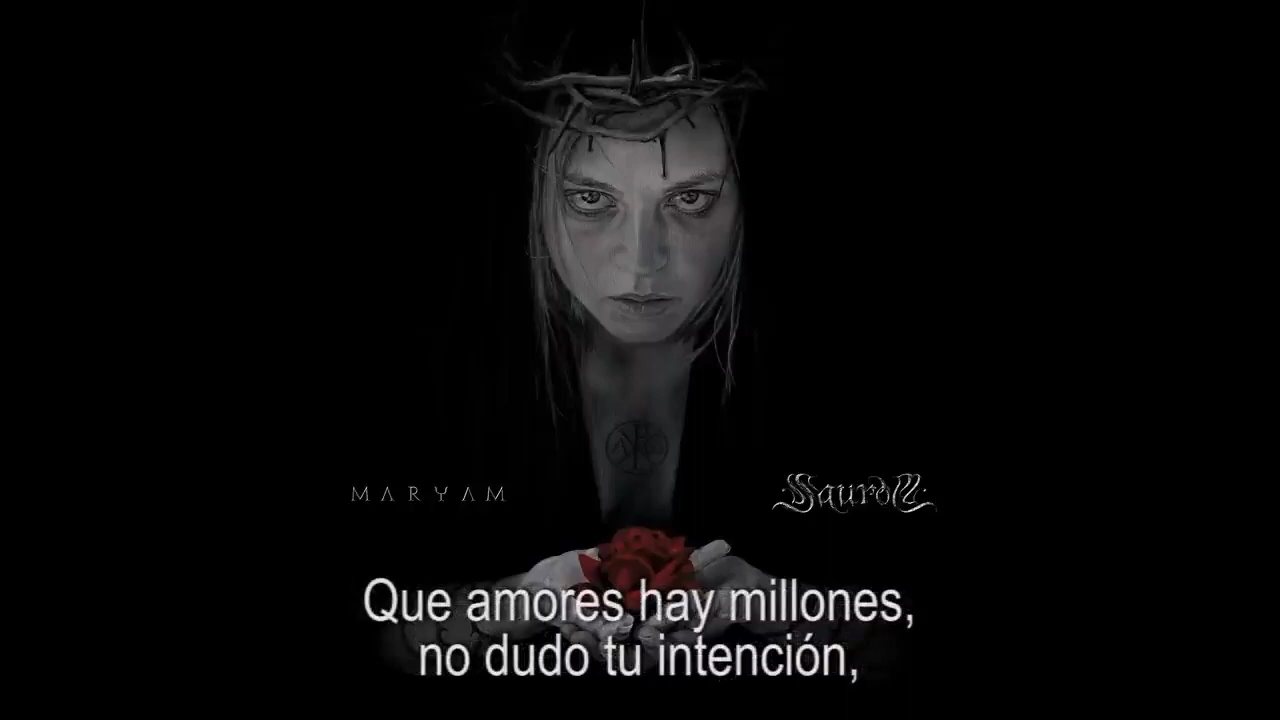 MARYAM
Saurom
Que amores hay millones,
no dudo tu intención,